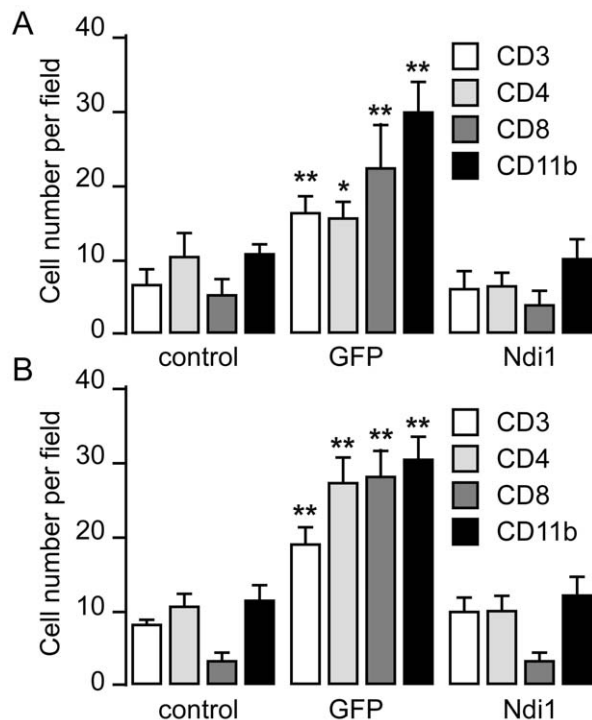 A
Cell number per field
40
30
20
10
0
CD3
CD4
CD8
CD11b
** * ** **
control GFP Ndi1
B
Cell number per field
40
30
20
10
0
CD3
CD4
CD8
CD11b
** ** ** **
control GFP Ndi1